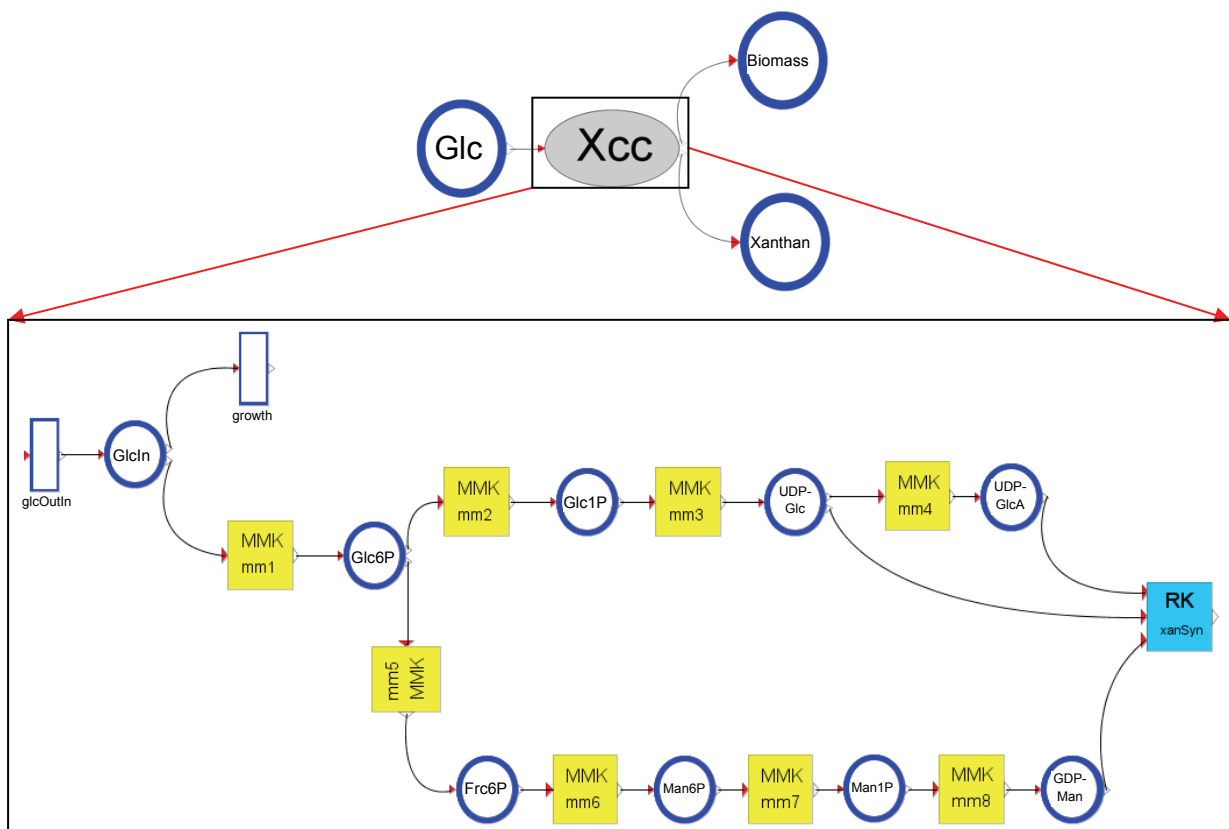 Biomass
Glc
Xcc
Xanthan
growth
glcOutIn
GlcIn
MMK
mm1
Glc6P
MMK
mm2
Glc1P
MMK
mm3
UDP-
Glc
MMK
mm4
UDP-
GlcA
RK
xanSyn
mm5
MMK
Frc6P
MMK
mm6
Man6P
MMK
mm7
Man1P
MMK
mm8
GDP-
Man